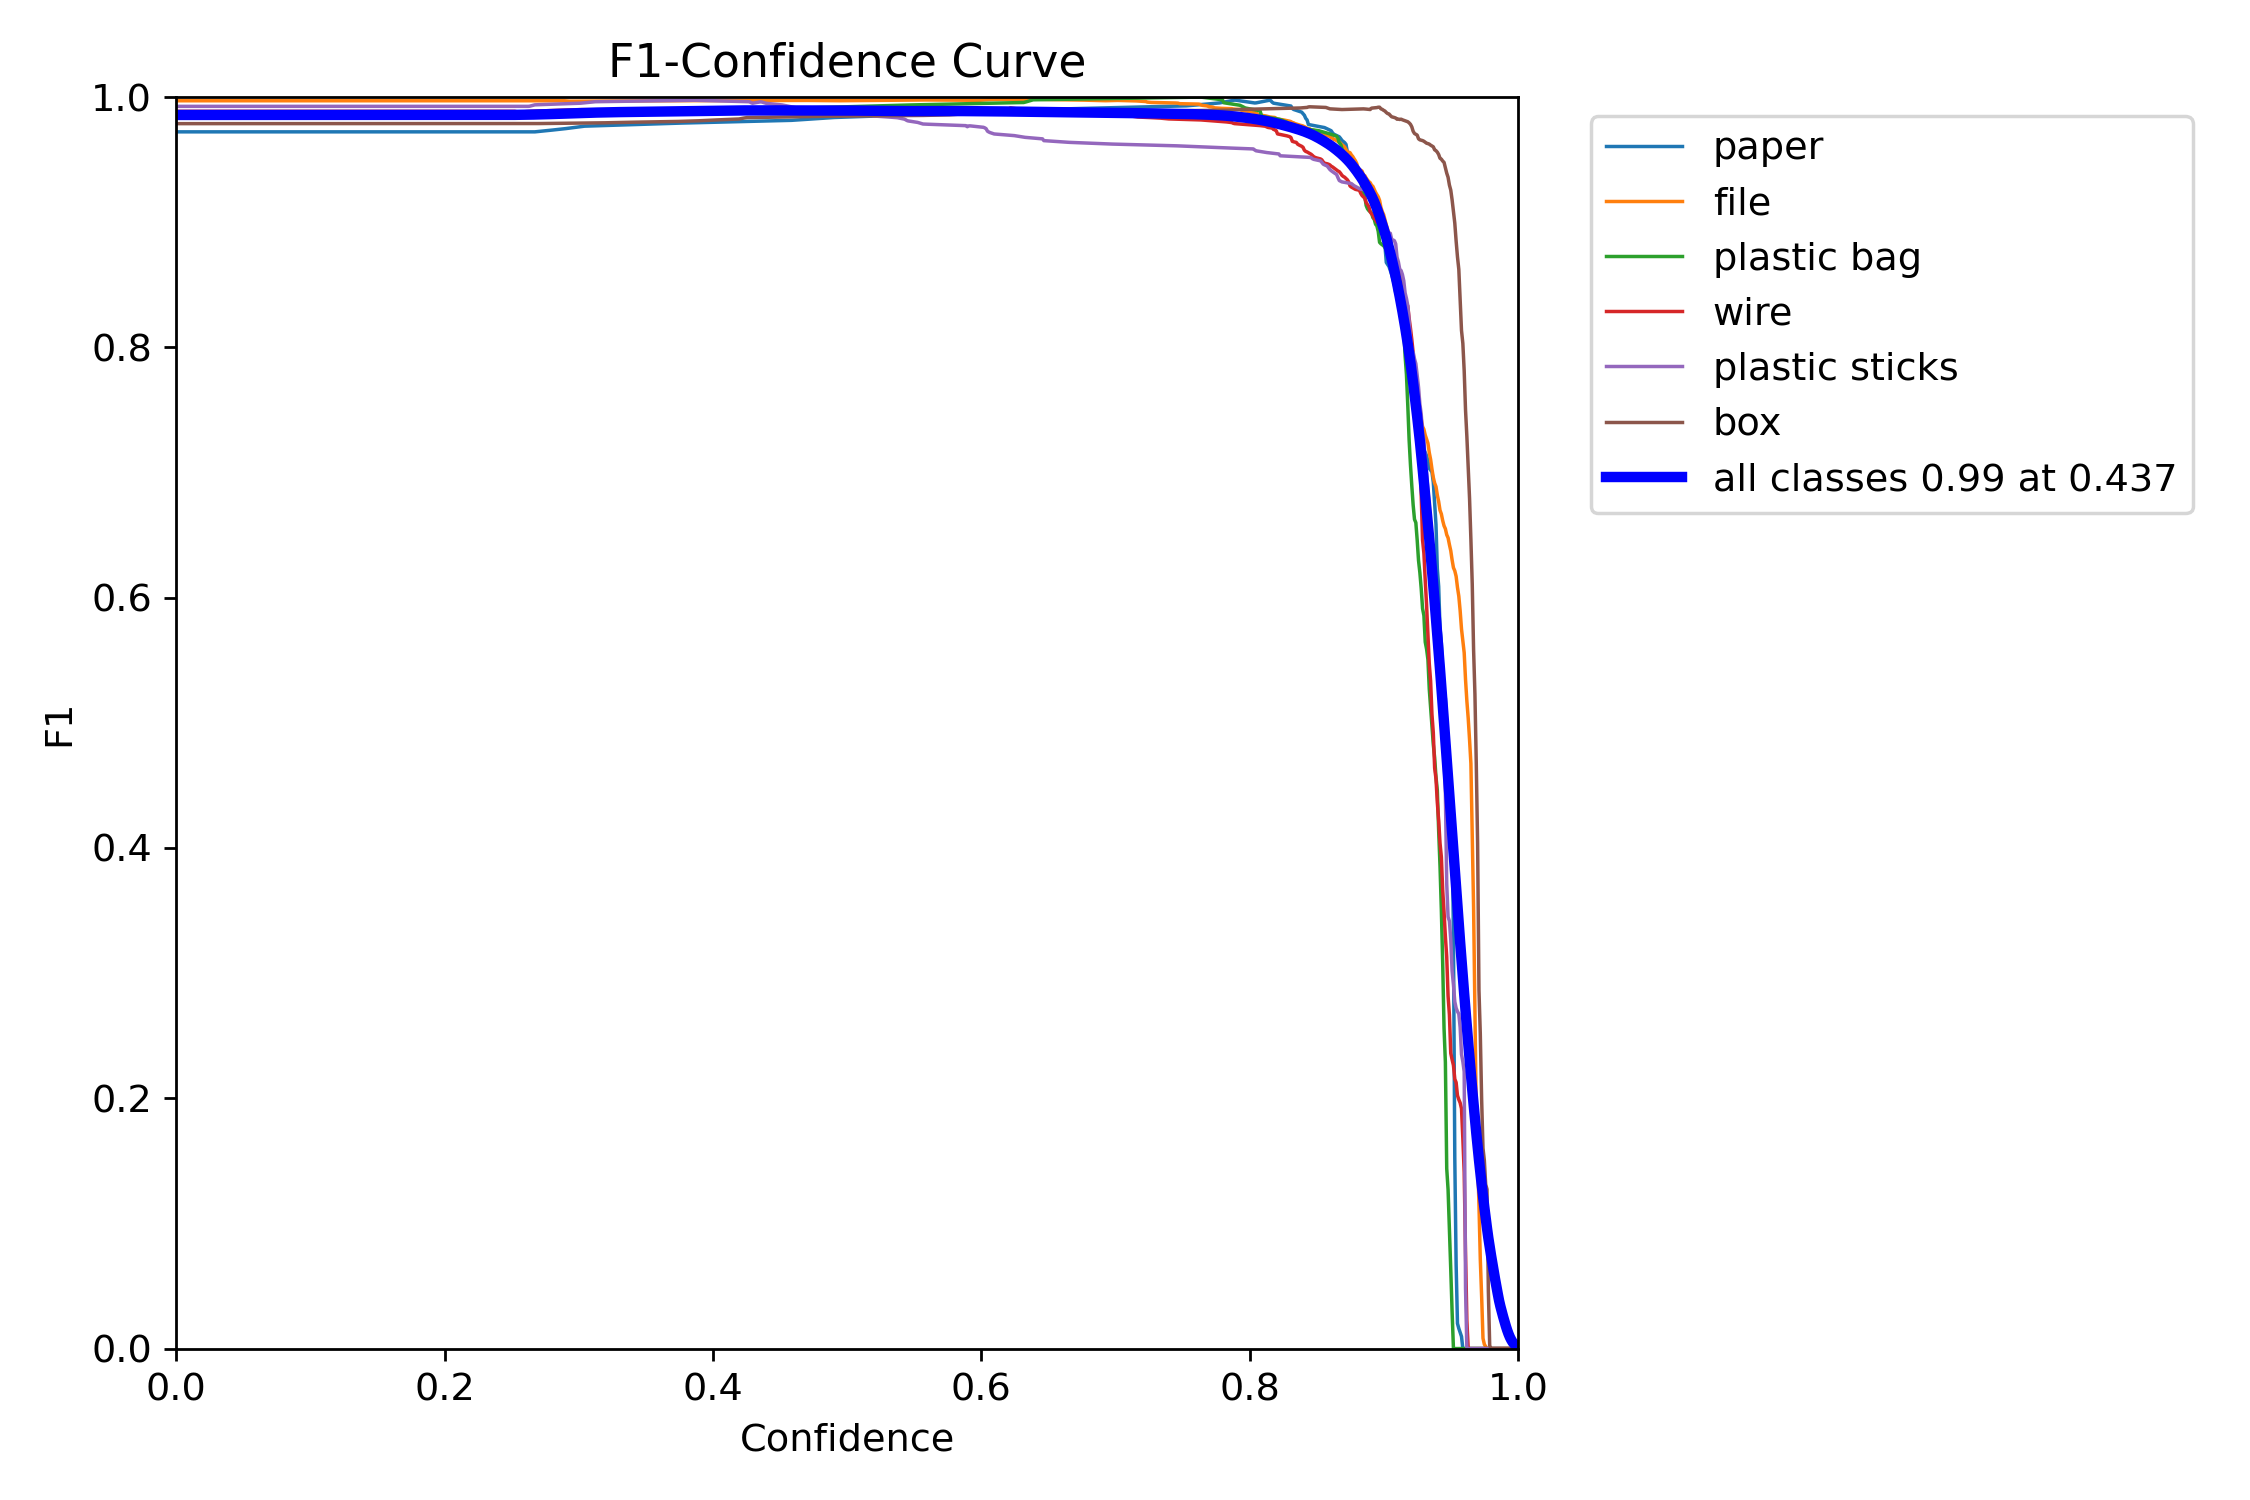 F1-Confidence Curve
1.0
0.8
0.6
0.4
0.2
0.0
F1
0.0 0.2 0.4 0.6 0.8 1.0
Confidence
paper
file
plastic bag
wire
plastic sticks
box
all classes 0.99 at 0.437